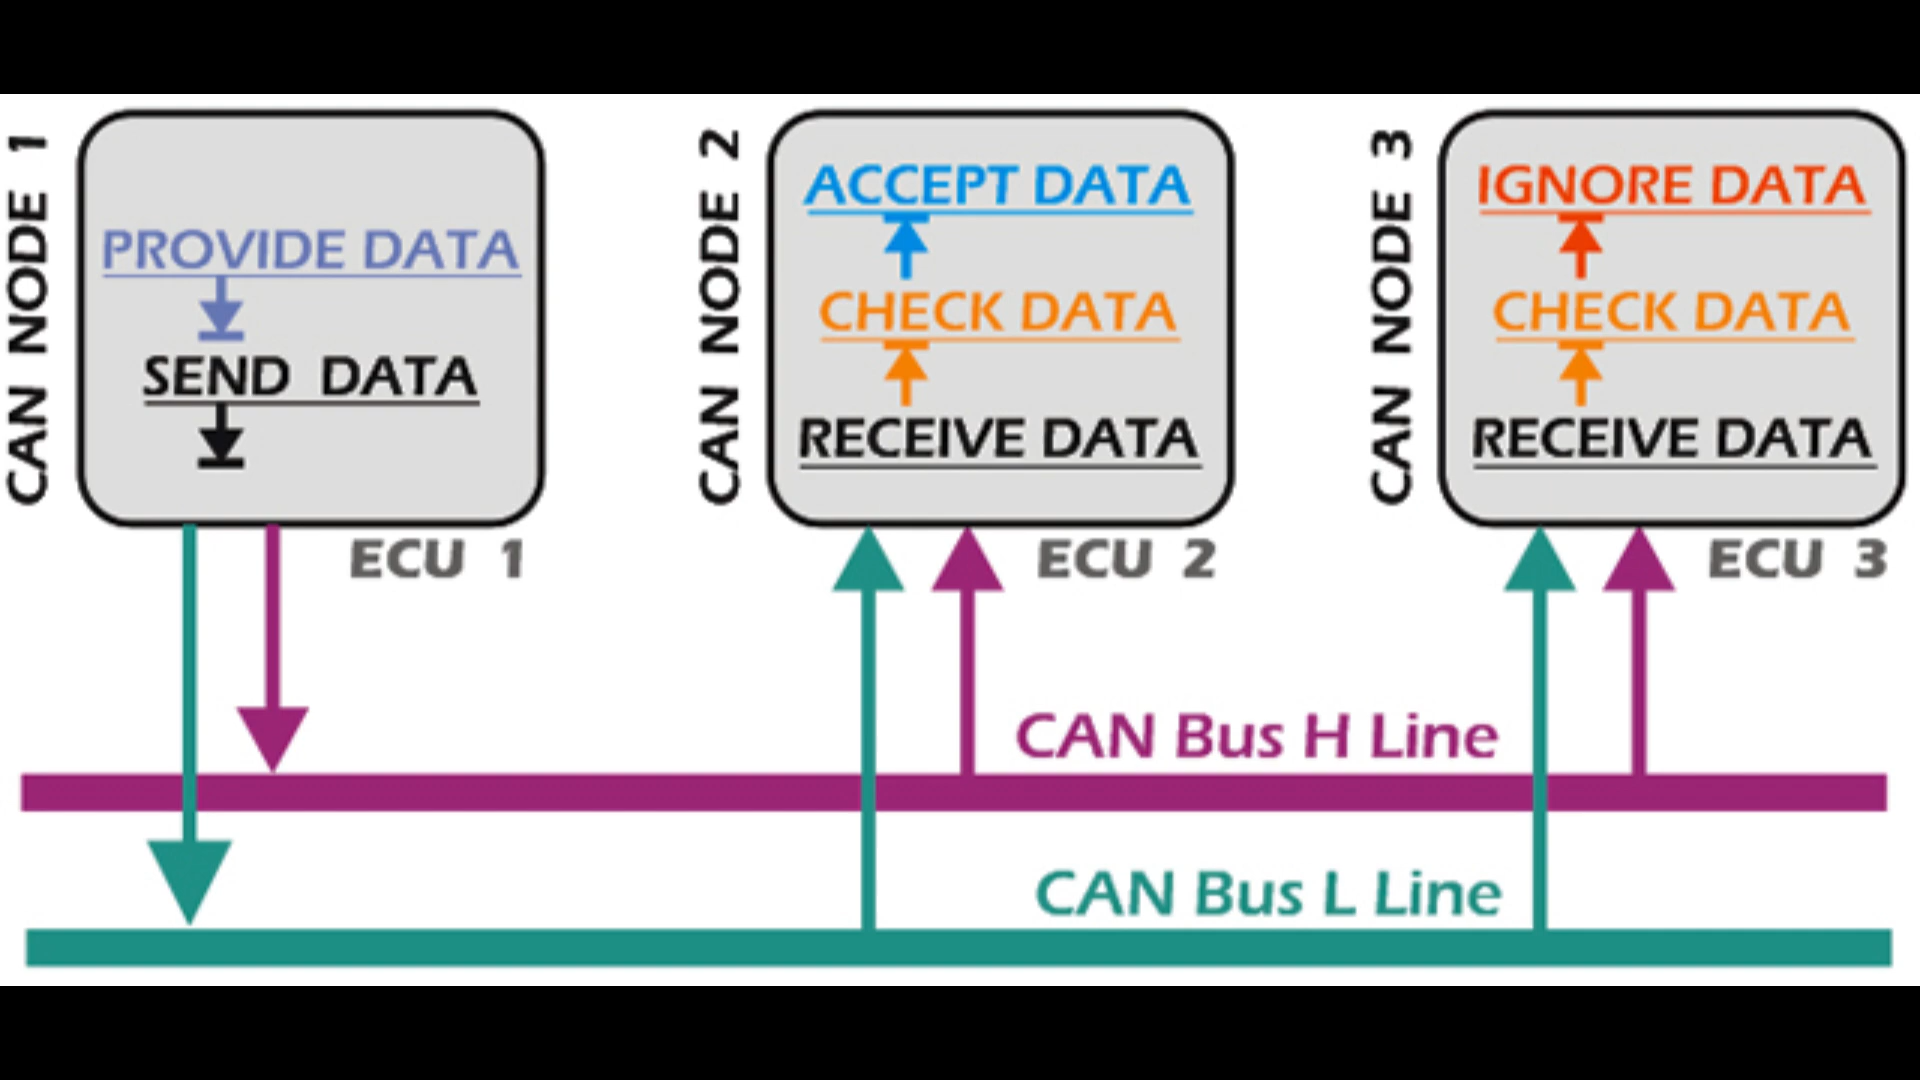 CAN NODE 1
PROVIDE DATA
SEND DATA
ECU 1
CAN NODE 2
ACCEPT DATA
CHECK DATA
RECEIVE DATA
ECU 2
CAN NODE 3
IGNORE DATA
CHECK DATA
RECEIVE DATA
ECU 3
CAN Bus H Line
CAN Bus L Line